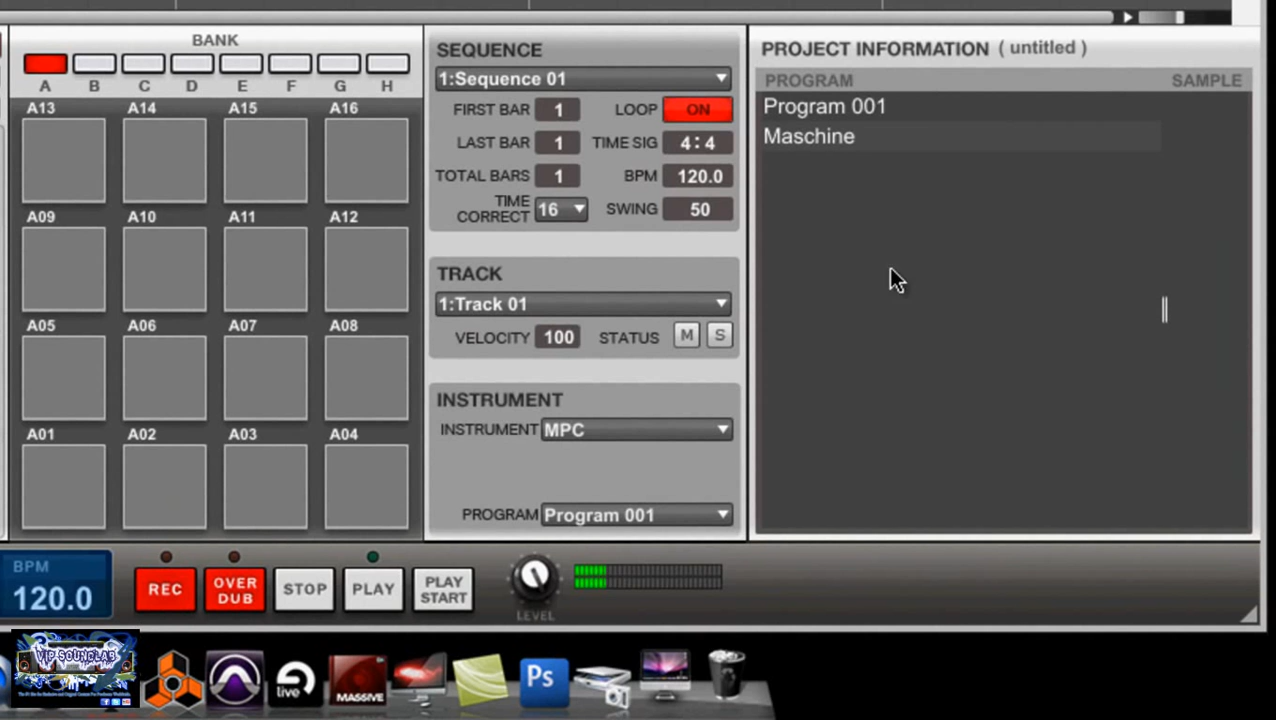 BANK
A B C D E F G H
A13 A14 A15 A16
A09 A10 A11 A12
A05 A06 A07 A08
A01 A02 A03 A04
SEQUENCE
1:Sequence 01
FIRST BAR 1 LOOP ON
LAST BAR 1 TIME SIG 4:4
TOTAL BARS 1 BPM 120.0
TIME CORRECT 16 SWING 50
TRACK
1:Track 01
VELOCITY 100 STATUS M S
INSTRUMENT
INSTRUMENT MPC
PROGRAM Program 001
PROJECT INFORMATION ( untitled )
PROGRAM SAMPLE
Program 001
Maschine
BPM
120.0
REC
OVER DUB
STOP
PLAY
PLAY START
LEVEL
VIP SOUNDLAB
live
MASSIVE
Ps